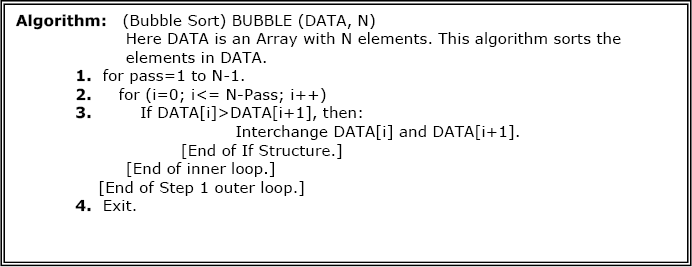 Algorithm: (Bubble Sort) BUBBLE (DATA, N)
Here DATA is an Array with N elements. This algorithm sorts the
elements in DATA.
1. for pass=1 to N-1.
2. for (i=0; i<= N-Pass; i++)
3. If DATA[i]>DATA[i+1], then:
Interchange DATA[i] and DATA[i+1].
[End of If Structure.]
[End of inner loop.]
[End of Step 1 outer loop.]
4. Exit.